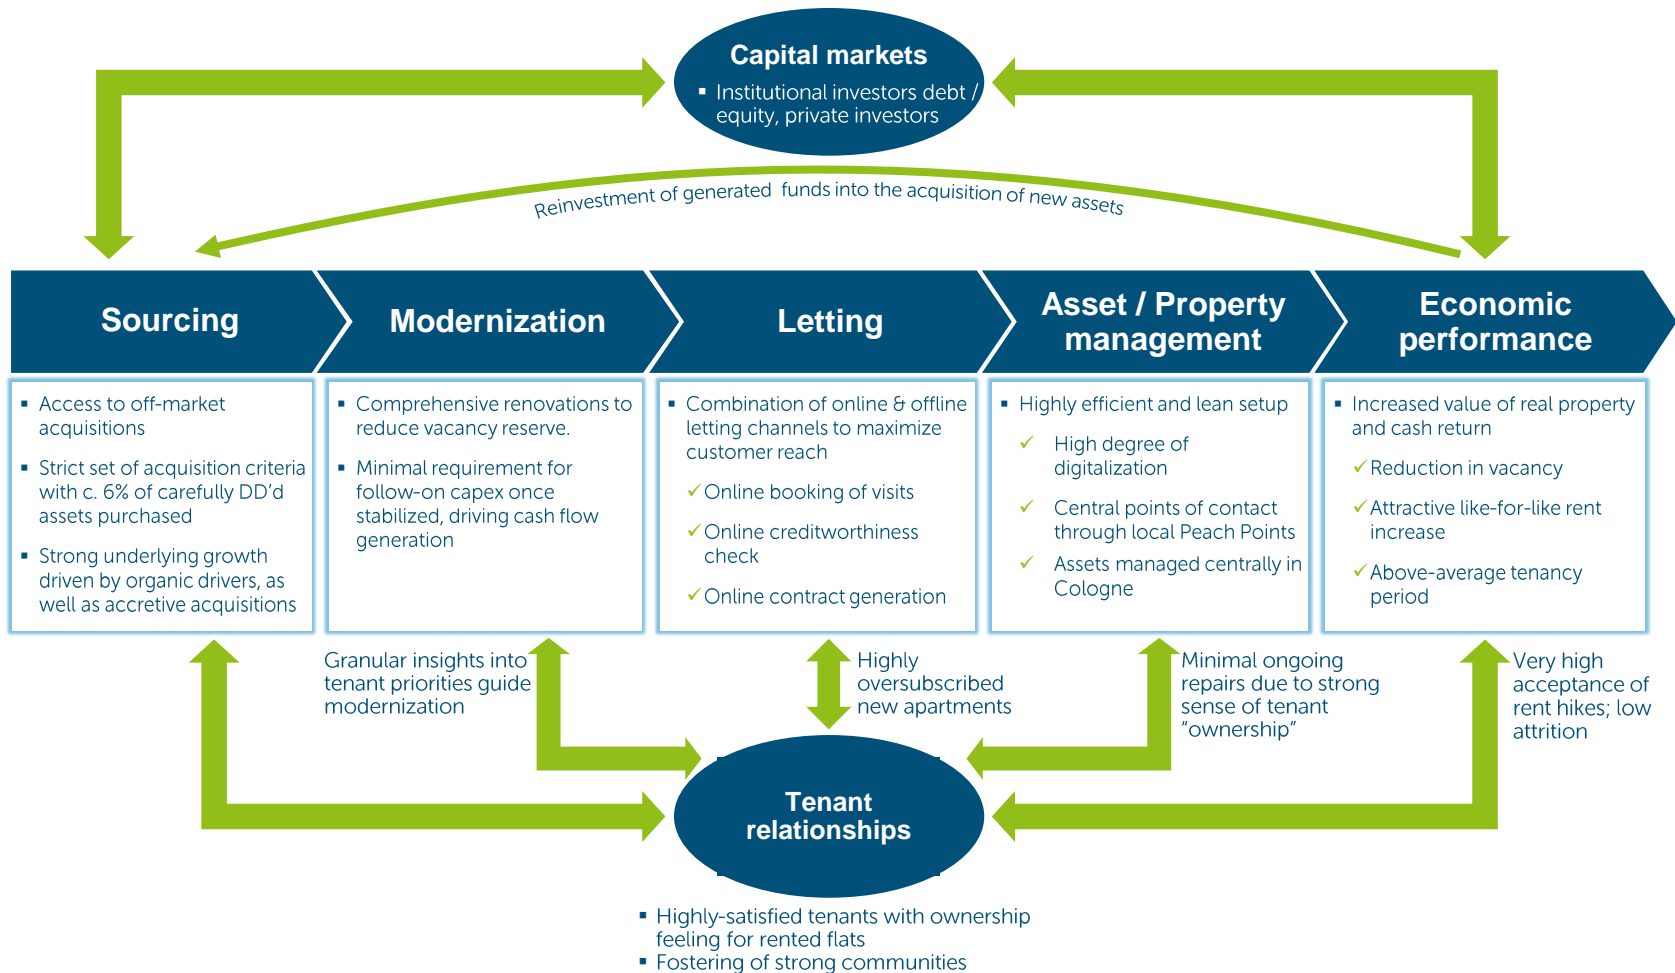 Capital markets
▪ Institutional investors debt /
equity, private investors
Reinvestment of generated funds into the acquisition of new assets
Sourcing
Modernization
Letting
Asset / Property
management
Economic
performance
▪ Access to off-market
acquisitions
▪ Strict set of acquisition criteria
with c. 6% of carefully DD’d
assets purchased
▪ Strong underlying growth
driven by organic drivers, as
well as accretive acquisitions
▪ Comprehensive renovations to
reduce vacancy reserve.
▪ Minimal requirement for
follow-on capex once
stabilized, driving cash flow
generation
▪ Combination of online & offline
letting channels to maximize
customer reach
✓ Online booking of visits
✓ Online creditworthiness
check
✓ Online contract generation
▪ Highly efficient and lean setup
✓ High degree of
digitalization
✓ Central points of contact
through local Peach Points
✓ Assets managed centrally in
Cologne
▪ Increased value of real property
and cash return
✓ Reduction in vacancy
✓ Attractive like-for-like rent
increase
✓ Above-average tenancy
period
Granular insights into
tenant priorities guide
modernization
Highly
oversubscribed
new apartments
Minimal ongoing
repairs due to strong
sense of tenant
“ownership”
Very high
acceptance of
rent hikes; low
attrition
Tenant
relationships
▪ Highly-satisfied tenants with ownership
feeling for rented flats
▪ Fostering of strong communities